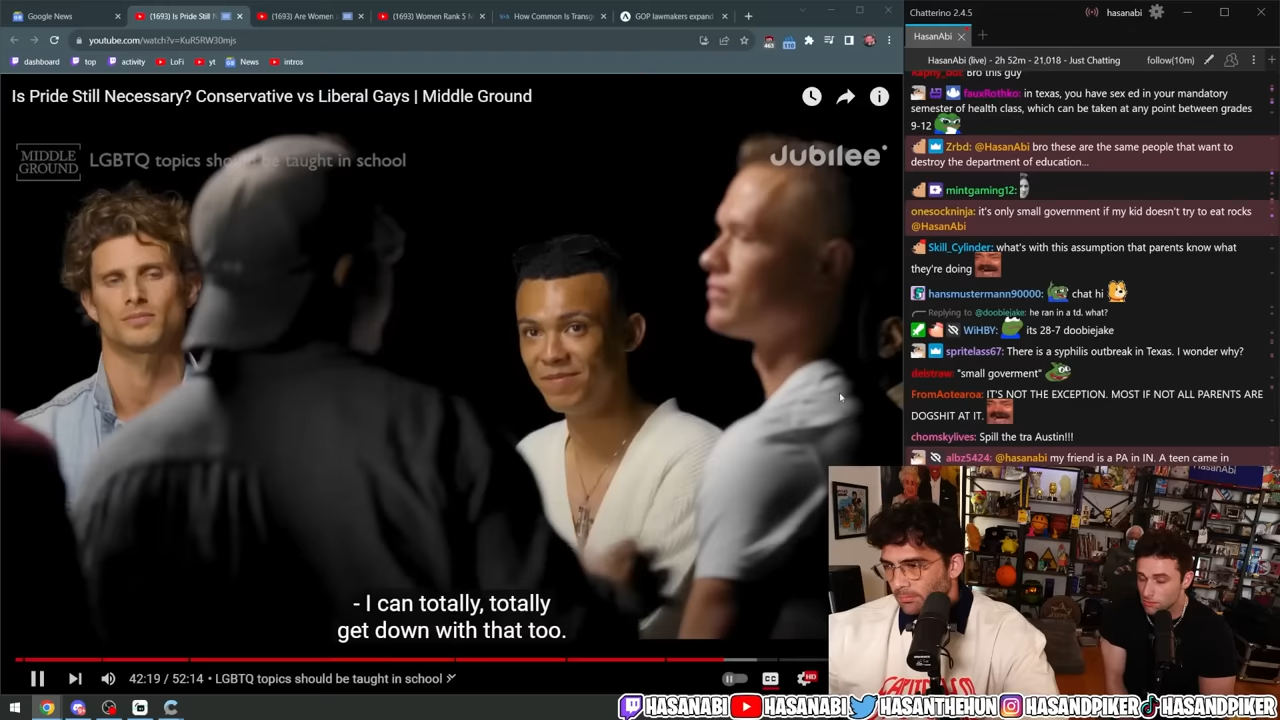 Google News
(1693) Is Pride Still N
(1693) Are Women
(1693) Women Rank 5 M
How Common Is Transg
GOP lawmakers expand
youtube.com/watch?v=KuR5RW30mjs
dashboard
top
activity
LoFi
yt
News
intros
Is Pride Still Necessary? Conservative vs Liberal Gays | Middle Ground
MIDDLE
GROUND
LGBTQ topics should be taught in school
Jubilee
- I can totally, totally
get down with that too.
42:19 / 52:14 • LGBTQ topics should be taught in school
CC
HD
Chatterino 2.4.5
hasanabi
HasanAbi
HasanAbi (live) - 2h 52m - 21,018 - Just Chatting
follow(10m)
Bro this guy
fauxRothko: in texas, you have sex ed in your mandatory
semester of health class, which can be taken at any point between grades
9-12
Zrbd: @HasanAbi bro these are the same people that want to
destroy the department of education...
mintgaming12:
onesockninja: it's only small government if my kid doesn't try to eat rocks
@HasanAbi
Skill_Cylinder: what's with this assumption that parents know what
they're doing
hansmustermann90000: chat hi
Replying to @doobiejake: he ran in a td. what?
WiHBY: its 28-7 doobiejake
spritelass67: There is a syphilis outbreak in Texas. I wonder why?
deistraw: "small goverment"
FromAotearoa: IT'S NOT THE EXCEPTION. MOST IF NOT ALL PARENTS ARE
DOGSHIT AT IT.
chomskylives: Spill the tra Austin!!!
albz5424: @hasanabi my friend is a PA in IN. A teen came in
HASANABI
HASANABI
HASANTHEHUN
HASANDPIKER
HASANDPIKER